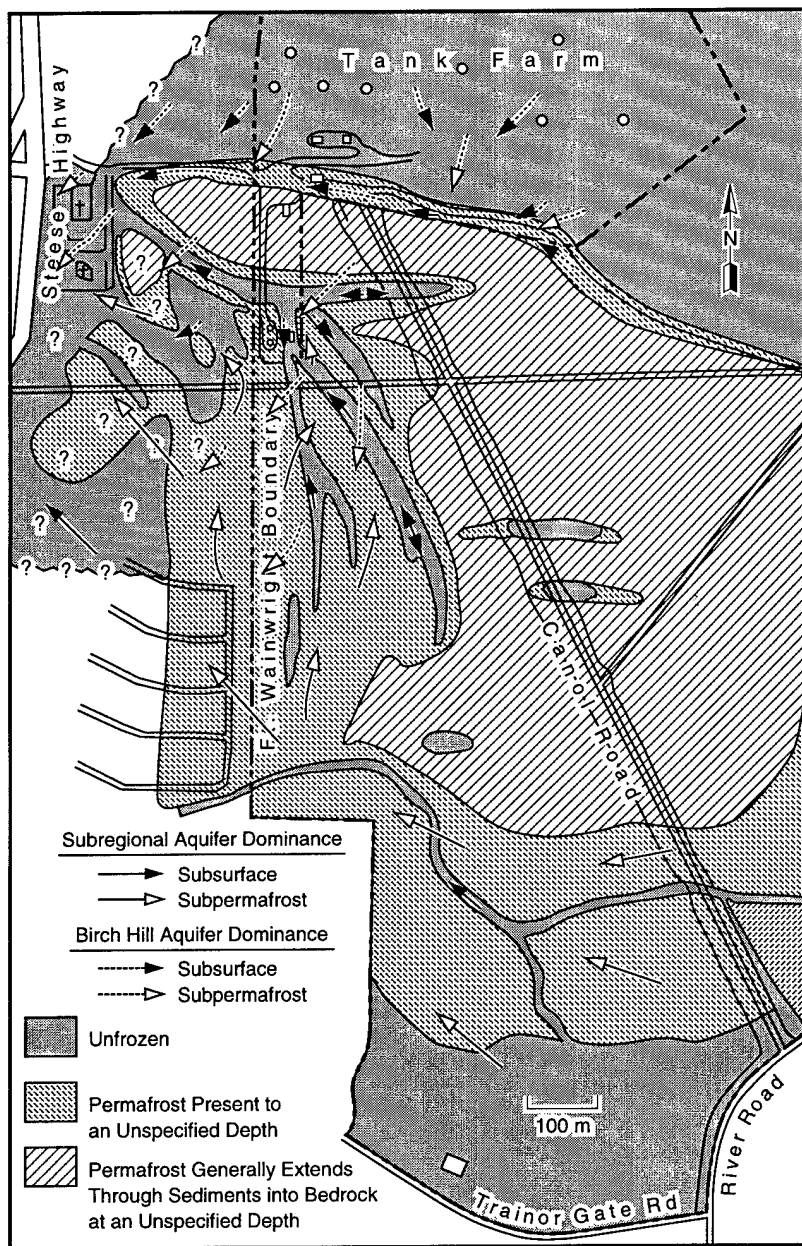 Tank Farm
Steese Highway
N
Ft. Wainwright Boundary
Canol Road
Subregional Aquifer Dominance
Subsurface
Subpermafrost
Birch Hill Aquifer Dominance
Subsurface
Subpermafrost
Unfrozen
Permafrost Present to
an Unspecified Depth
Permafrost Generally Extends
Through Sediments into Bedrock
at an Unspecified Depth
100 m
River Road
Trainor Gate Rd
? ? ? ? ? ? ? ? ? ? ? ? ? ? ? ? ? ? ? ?